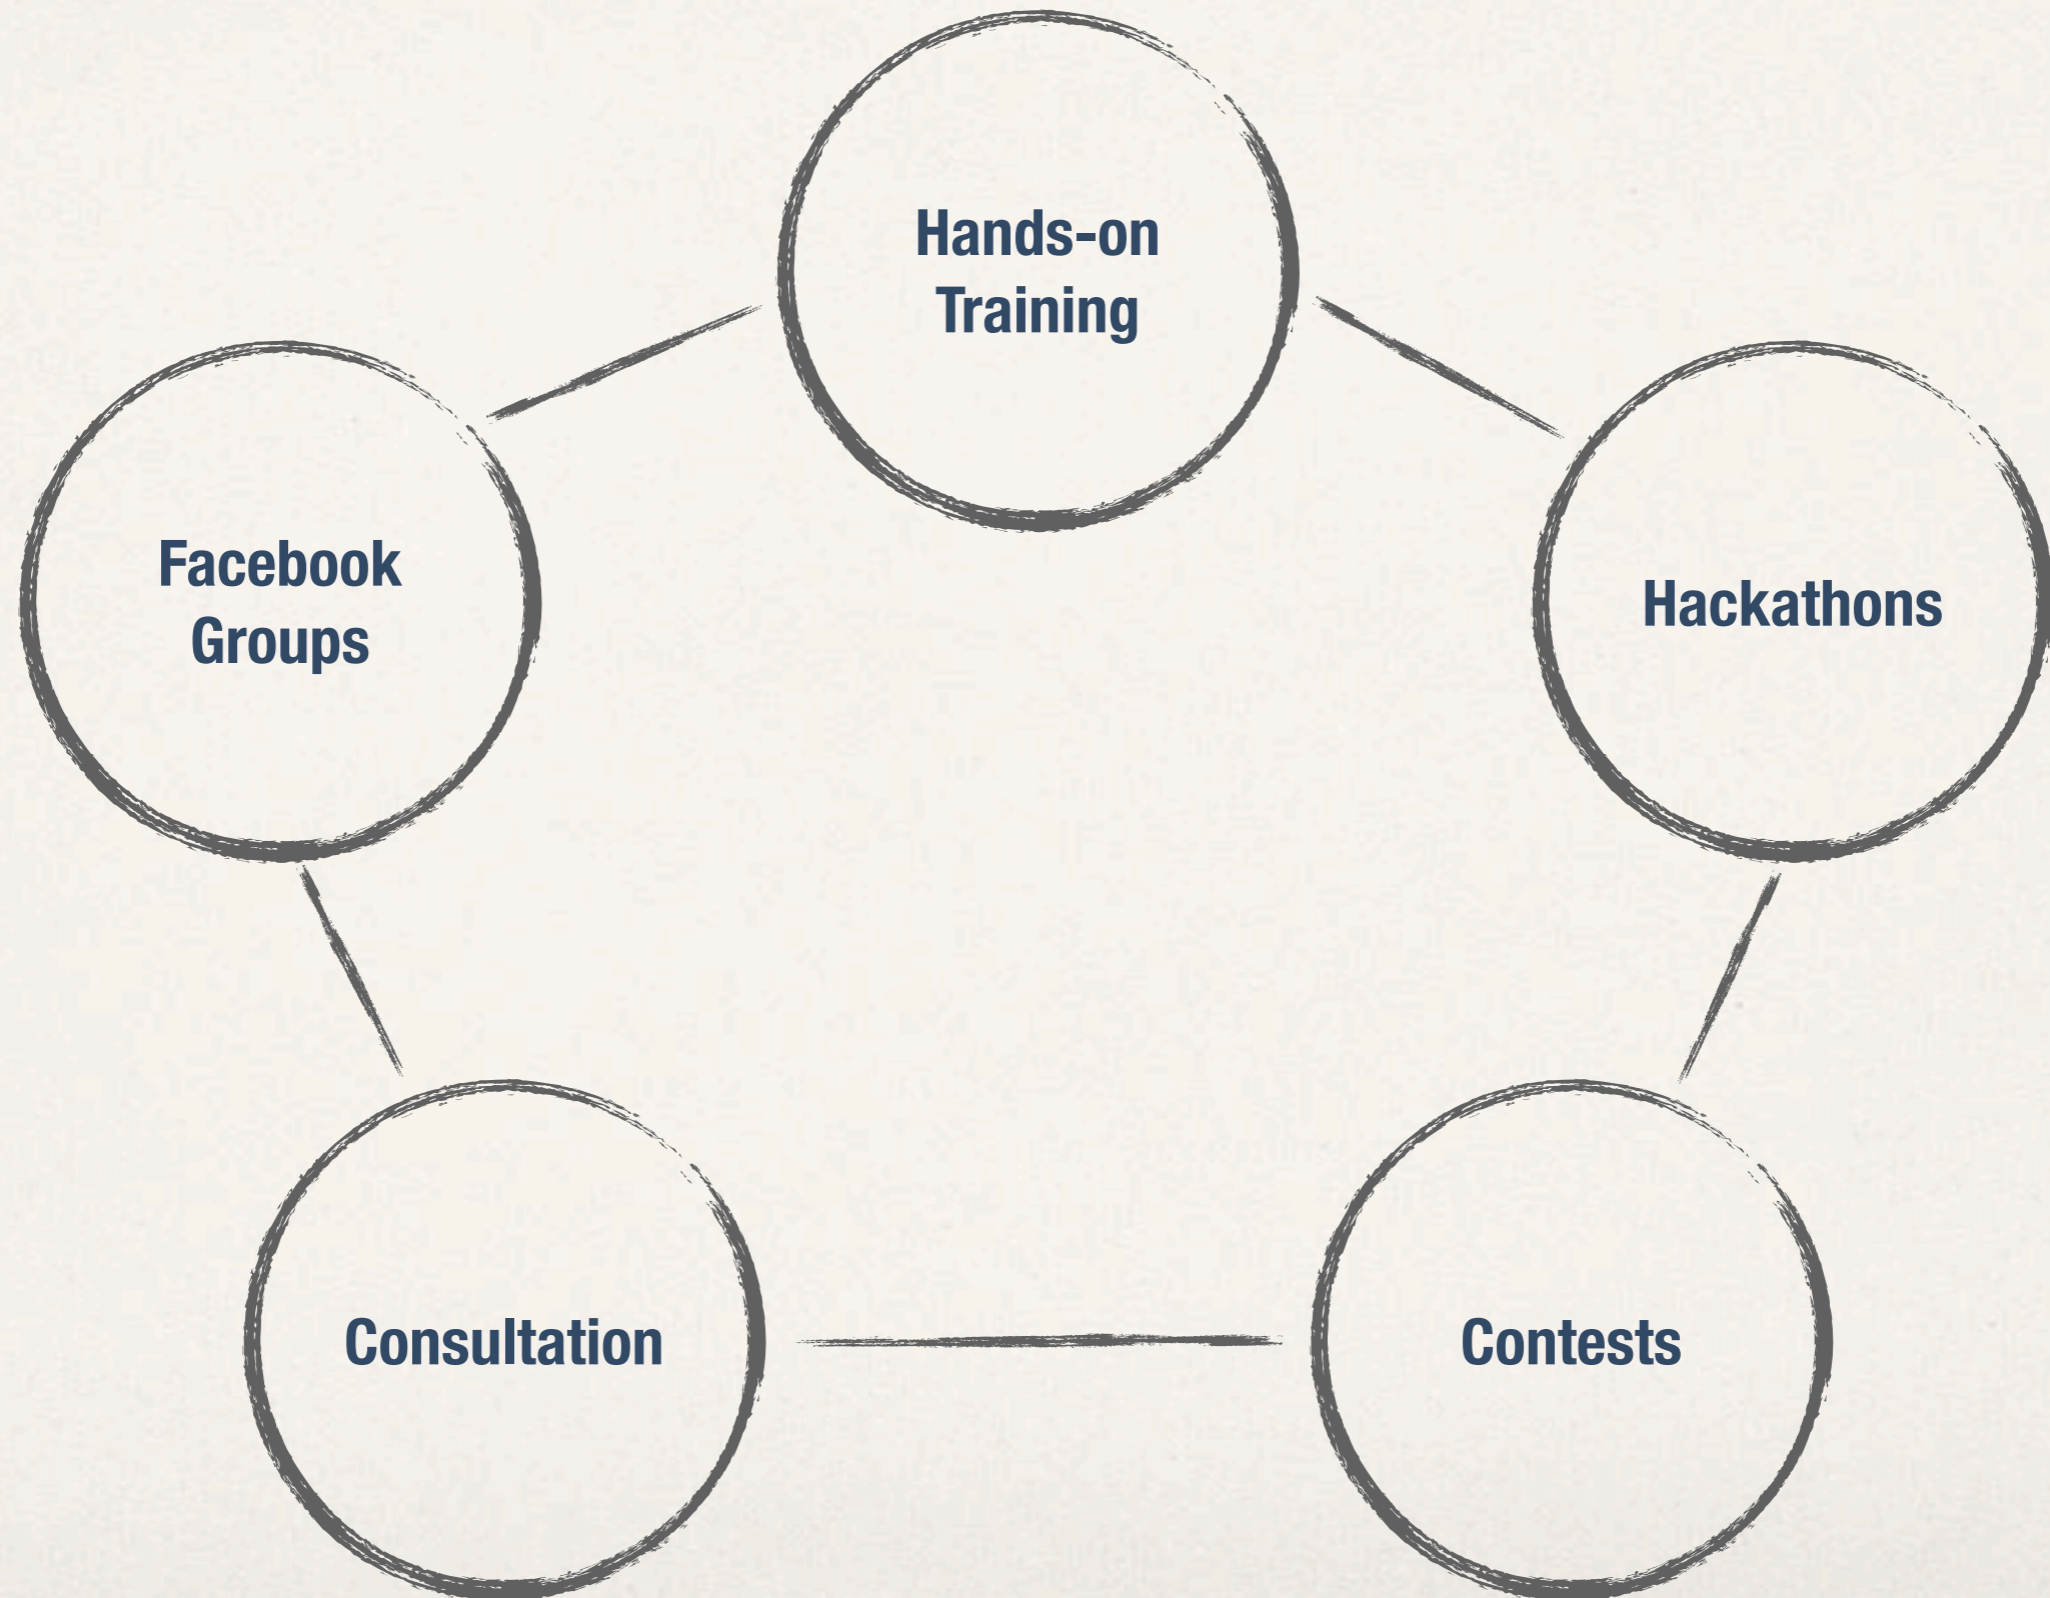 Hands-on
Training
Facebook
Groups
Hackathons
Consultation
Contests